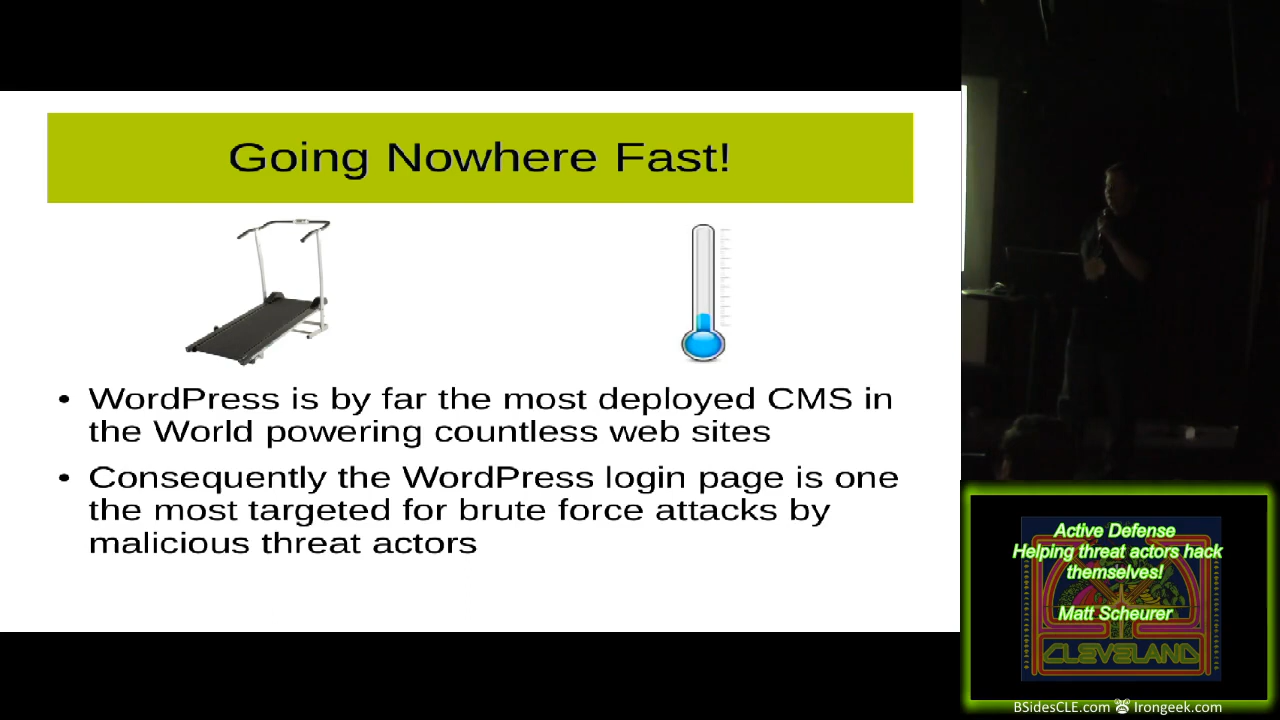 Going Nowhere Fast!
• WordPress is by far the most deployed CMS in
the World powering countless web sites
• Consequently the WordPress login page is one
the most targeted for brute force attacks by
malicious threat actors
Active Defense
Helping threat actors hack
themselves!
Matt Scheurer
CLEVELAND
BSidesCLE.com Irongeek.com